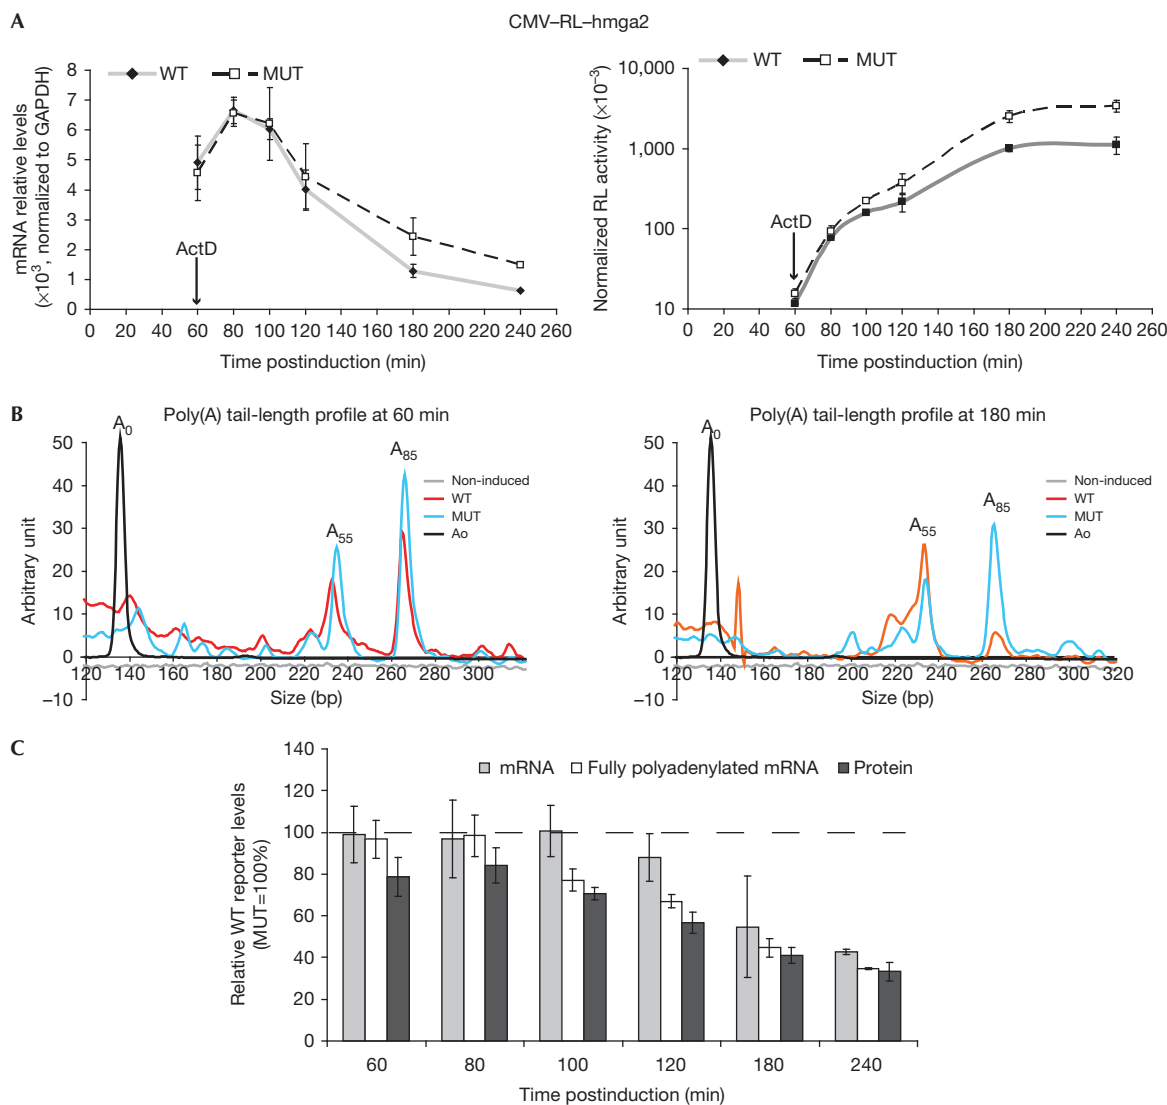 A
CMV–RL–hmga2
WT MUT
mRNA relative levels
(×10³, normalized to GAPDH)
8
7
6
5
4
3
2
1
0
ActD
0 20 40 60 80 100 120 140 160 180 200 220 240 260
Time postinduction (min)
WT MUT
Normalized RL activity (×10⁻³)
10,000
1,000
100
10
ActD
0 20 40 60 80 100 120 140 160 180 200 220 240 260
Time postinduction (min)
B
Poly(A) tail-length profile at 60 min
Arbitrary unit
50
40
30
20
10
0
–10
A₀
A₅₅
A₈₅
Non-induced
WT
MUT
Ao
120 140 160 180 200 220 240 260 280 300
Size (bp)
Poly(A) tail-length profile at 180 min
Arbitrary unit
50
40
30
20
10
0
–10
A₀
A₅₅
A₈₅
Non-induced
WT
MUT
Ao
120 140 160 180 200 220 240 260 280 300 320
Size (bp)
C
Relative WT reporter levels
(MUT=100%)
140
120
100
80
60
40
20
0
mRNA Fully polyadenylated mRNA Protein
60 80 100 120 180 240
Time postinduction (min)